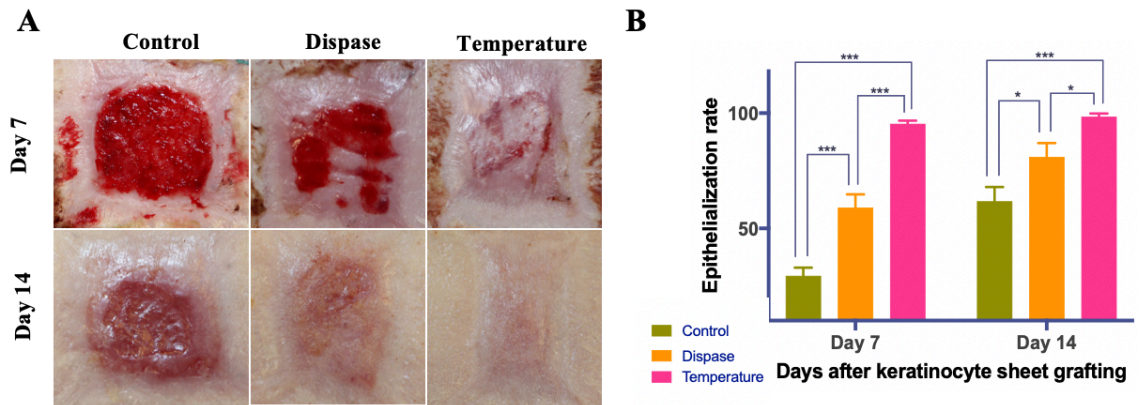 A
Control
Dispase
Temperature
Day 7
Day 14
B
Epithelialization rate
100
50
***
***
***
***
*
*
Day 7
Day 14
Days after keratinocyte sheet grafting
Control
Dispase
Temperature